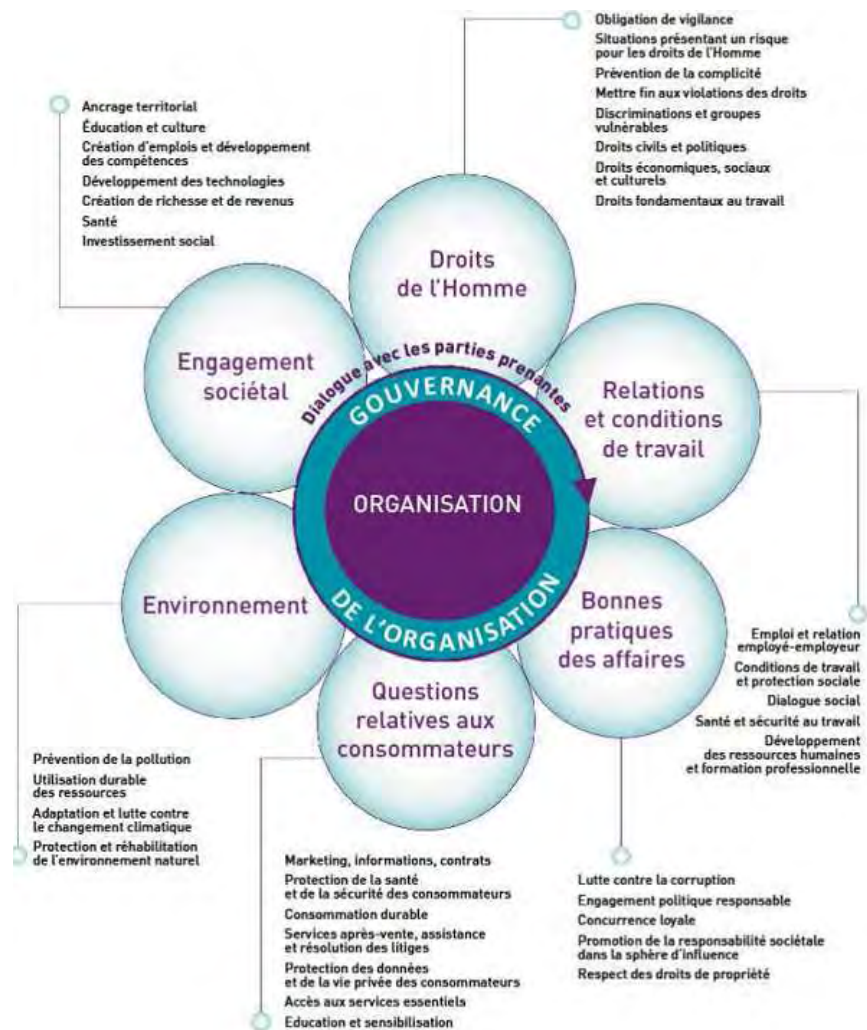 Obligation de vigilance
Situations présentant un risque
pour les droits de l'Homme
Prévention de la complicité
Mettre fin aux violations des droits
Discriminations et groupes
vulnérables
Droits civils et politiques
Droits économiques, sociaux
et culturels
Droits fondamentaux au travail
Ancrage territorial
Éducation et culture
Création d'emplois et développement
des compétences
Développement des technologies
Création de richesse et de revenus
Santé
Investissement social
Droits
de l'Homme
Engagement
sociétal
Dialogue avec les parties prenantes
GOUVERNANCE
DE L'ORGANISATION
ORGANISATION
Relations
et conditions
de travail
Environnement
Bonnes
pratiques
des affaires
Questions
relatives aux
consommateurs
Emploi et relation
employé-employeur
Conditions de travail
et protection sociale
Dialogue social
Santé et sécurité au travail
Développement
des ressources humaines
et formation professionnelle
Prévention de la pollution
Utilisation durable
des ressources
Adaptation et lutte contre
le changement climatique
Protection et réhabilitation
de l'environnement naturel
Marketing, informations, contrats
Protection de la santé
et de la sécurité des consommateurs
Consommation durable
Services après-vente, assistance
et résolution des litiges
Protection des données
et de la vie privée des consommateurs
Accès aux services essentiels
Education et sensibilisation
Lutte contre la corruption
Engagement politique responsable
Concurrence loyale
Promotion de la responsabilité sociétale
dans la sphère d'influence
Respect des droits de propriété